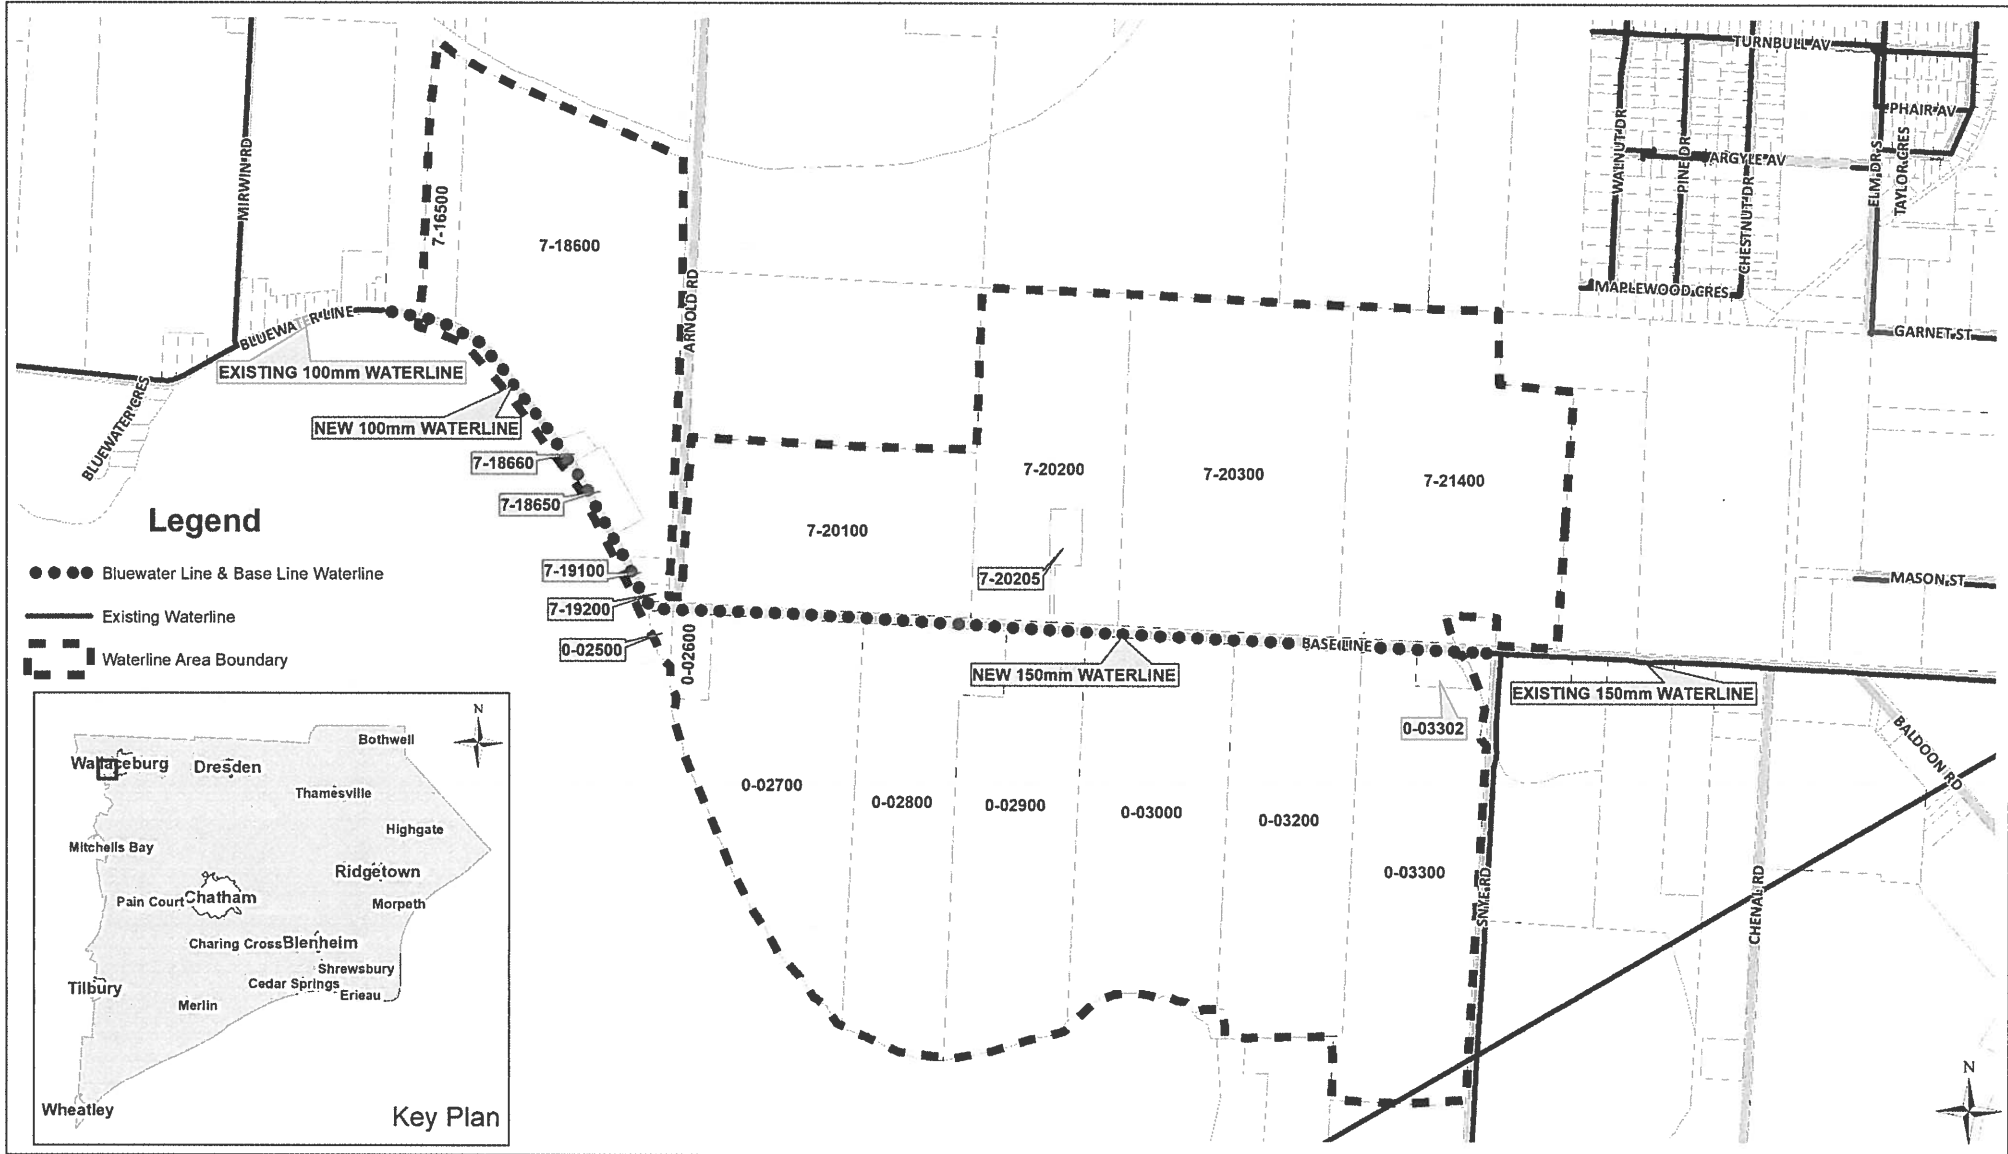 TURNBULL AV
PHAIR AV
WALNUT DR
PINE DR
ARGYLE AV
CHESTNUT DR
ELM DR S
TAYLOR CRES
MAPLEWOOD CRES
GARNET ST
MASON ST
MIRWIN RD
7-16500
7-18600
ARNOLD RD
BLUEWATER LINE
EXISTING 100mm WATERLINE
BLUEWATER CRES
NEW 100mm WATERLINE
7-18660
7-18650
7-19100
7-19200
0-02500
0-02600
7-20100
7-20200
7-20205
7-20300
7-21400
BASE LINE
NEW 150mm WATERLINE
EXISTING 150mm WATERLINE
0-03302
0-02700
0-02800
0-02900
0-03000
0-03200
0-03300
SNYE RD
CHENAL RD
BALDOON RD
Legend
Bluewater Line & Base Line Waterline
Existing Waterline
Waterline Area Boundary
N
Bothwell
Wallaceburg
Dresden
Thamesville
Highgate
Mitchells Bay
Ridgetown
Pain Court
Chatham
Morpeth
Charing Cross
Blenheim
Shrewsbury
Cedar Springs
Erieau
Tilbury
Merlin
Wheatley
Key Plan
N